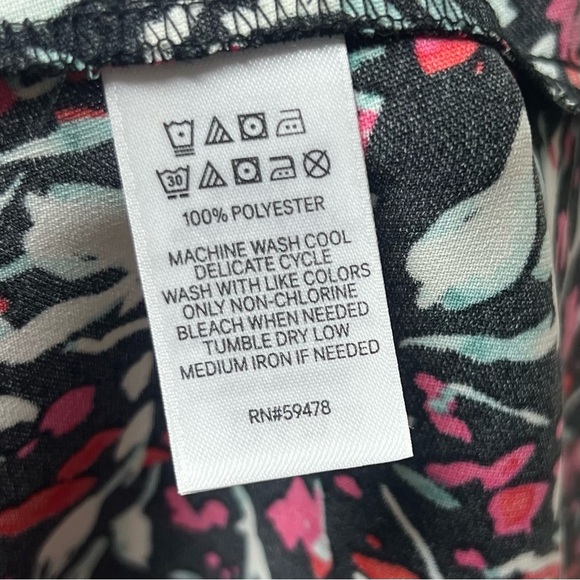 30
100% POLYESTER
MACHINE WASH COOL
DELICATE CYCLE
WASH WITH LIKE COLORS
ONLY NON-CHLORINE
BLEACH WHEN NEEDED
TUMBLE DRY LOW
MEDIUM IRON IF NEEDED
RN#59478